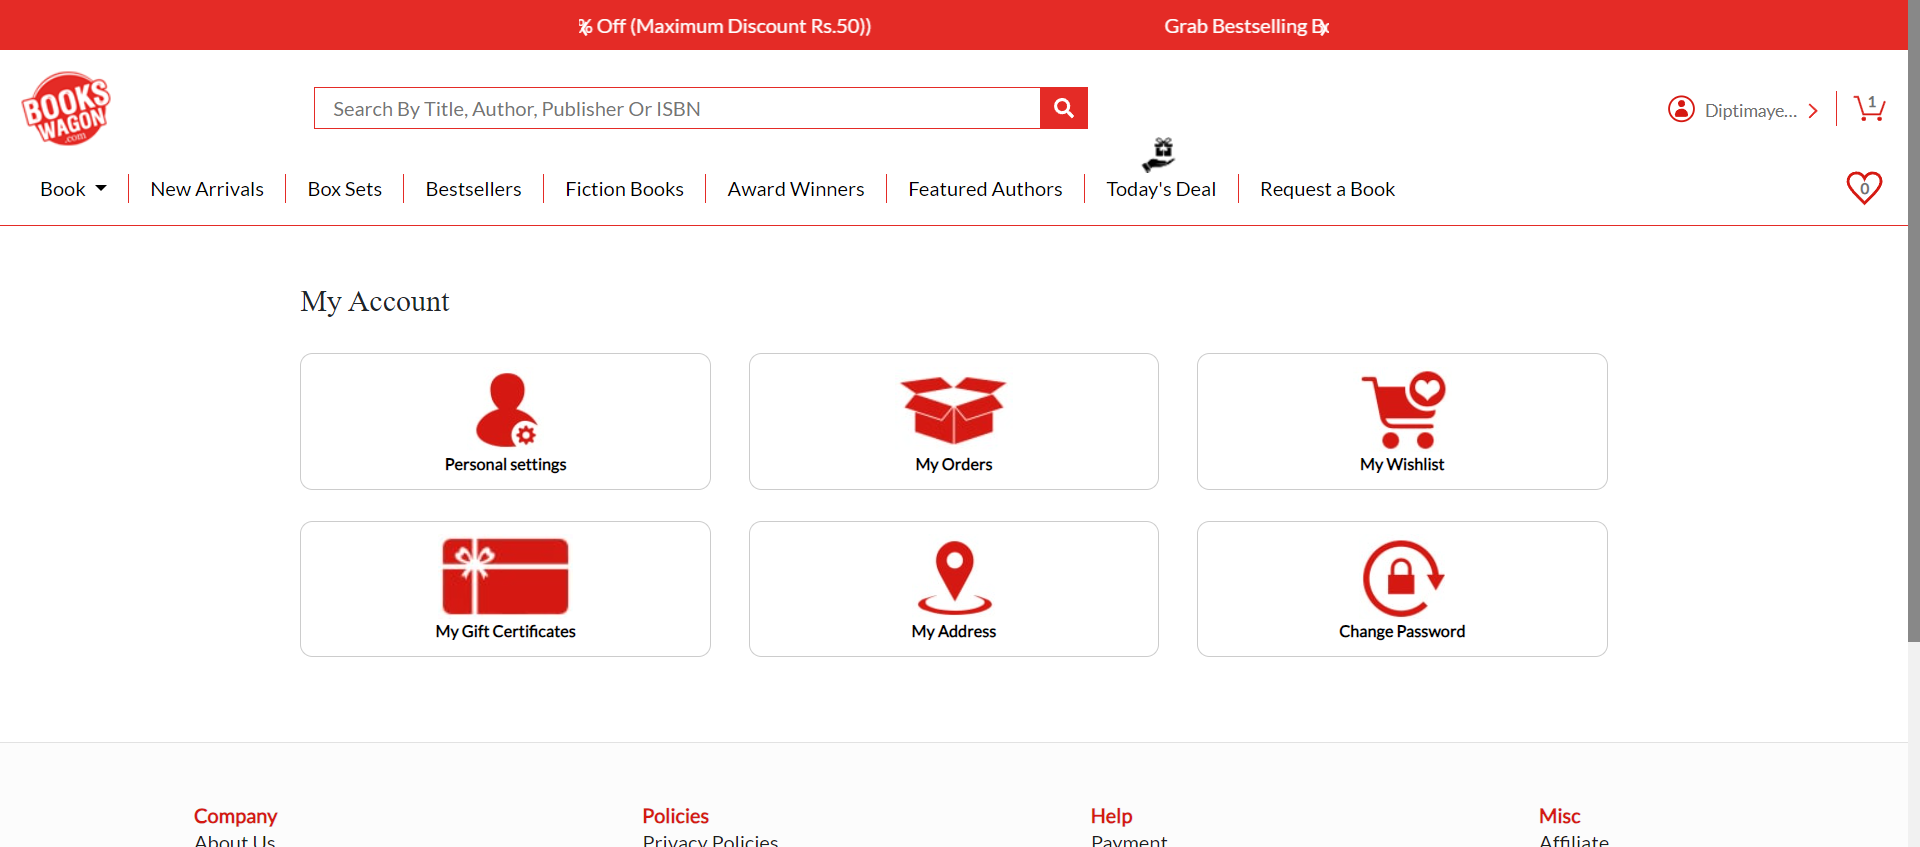 Off (Maximum Discount Rs.50))
Grab Bestselling
BOOKS
WAGON
.com
Search By Title, Author, Publisher Or ISBN
Diptimaye...
1
Book
New Arrivals
Box Sets
Bestsellers
Fiction Books
Award Winners
Featured Authors
Today's Deal
Request a Book
0
My Account
Personal settings
My Orders
My Wishlist
My Gift Certificates
My Address
Change Password
Company
Policies
Help
Misc
About Us
Privacy Policies
Payment
Affiliate